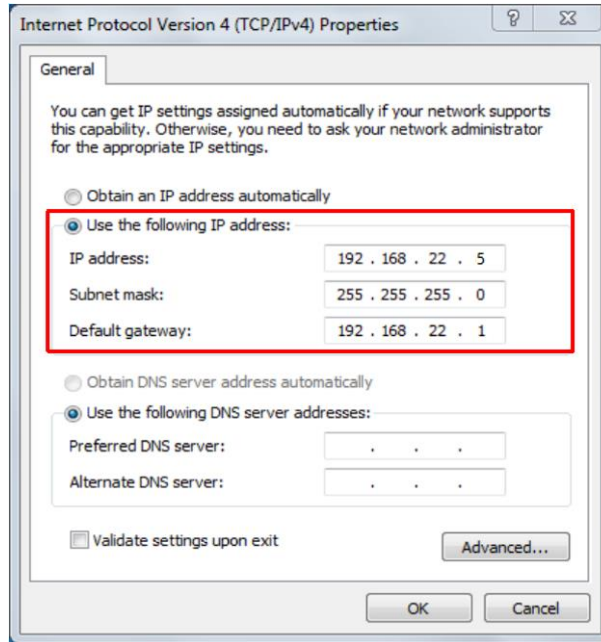 Internet Protocol Version 4 (TCP/IPv4) Properties
General
You can get IP settings assigned automatically if your network supports
this capability. Otherwise, you need to ask your network administrator
for the appropriate IP settings.
Obtain an IP address automatically
Use the following IP address:
IP address: 192 . 168 . 22 . 5
Subnet mask: 255 . 255 . 255 . 0
Default gateway: 192 . 168 . 22 . 1
Obtain DNS server address automatically
Use the following DNS server addresses:
Preferred DNS server: . . .
Alternate DNS server: . . .
Validate settings upon exit
Advanced...
OK Cancel